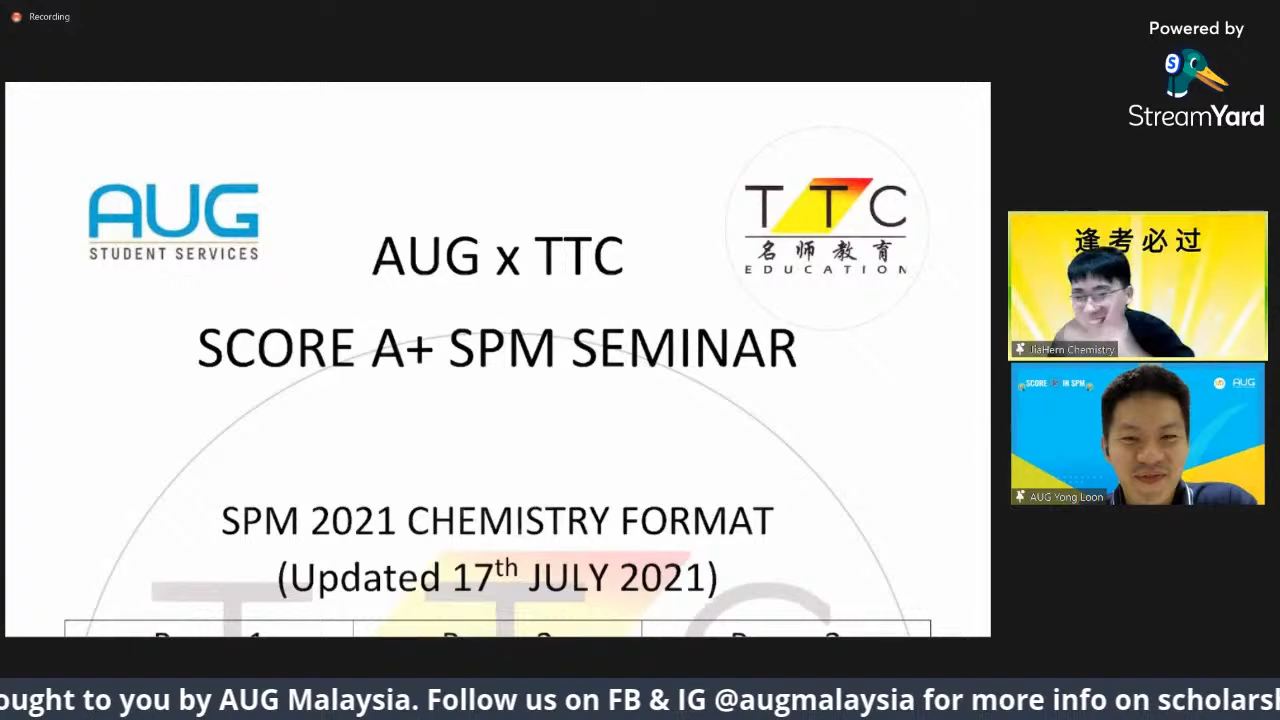 Recording
Powered by
StreamYard
AUG
STUDENT SERVICES
TTC
名师教育
EDUCATION
AUG x TTC
SCORE A+ SPM SEMINAR
SPM 2021 CHEMISTRY FORMAT
(Updated 17th JULY 2021)
逢考必过
JiaHern Chemistry
SCORE IN SPM
AUG
AUG Yong Loon
ought to you by AUG Malaysia. Follow us on FB & IG @augmalaysia for more info on scholarsh